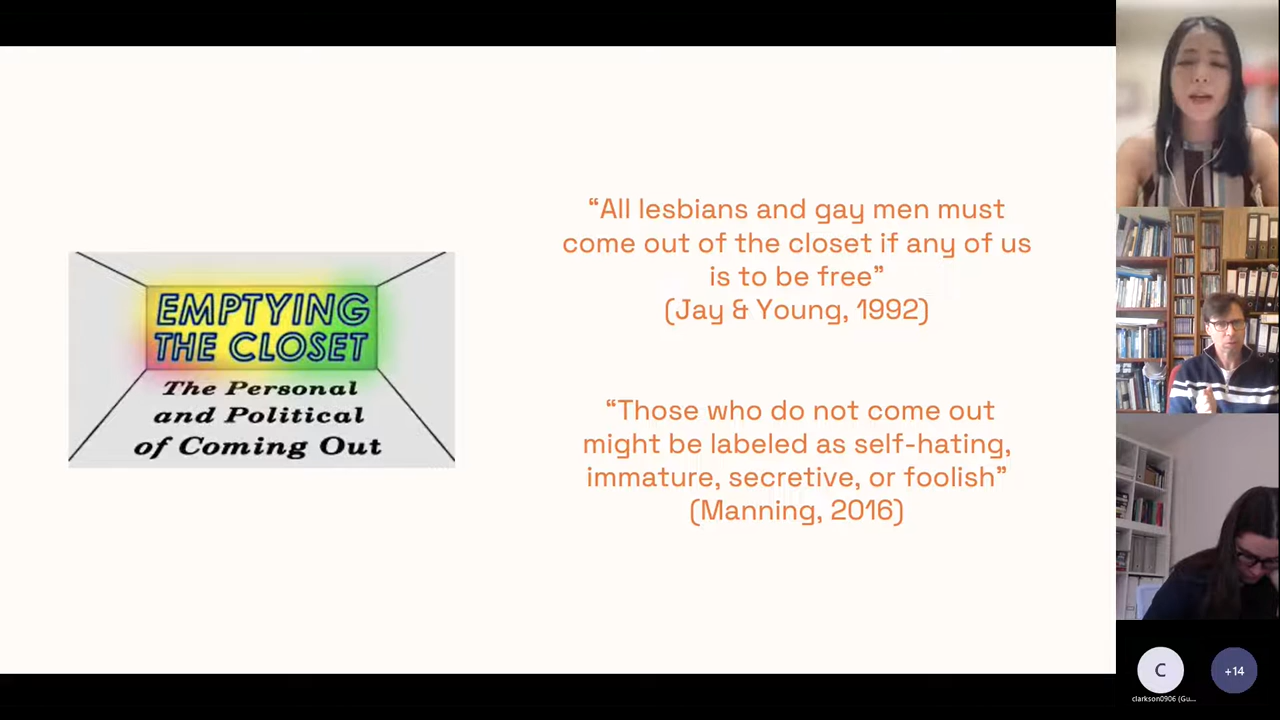 EMPTYING
THE CLOSET
The Personal
and Political
of Coming Out
“All lesbians and gay men must
come out of the closet if any of us
is to be free”
(Jay & Young, 1992)
“Those who do not come out
might be labeled as self-hating,
immature, secretive, or foolish”
(Manning, 2016)
C
+14
clarkson0906 (Gu...